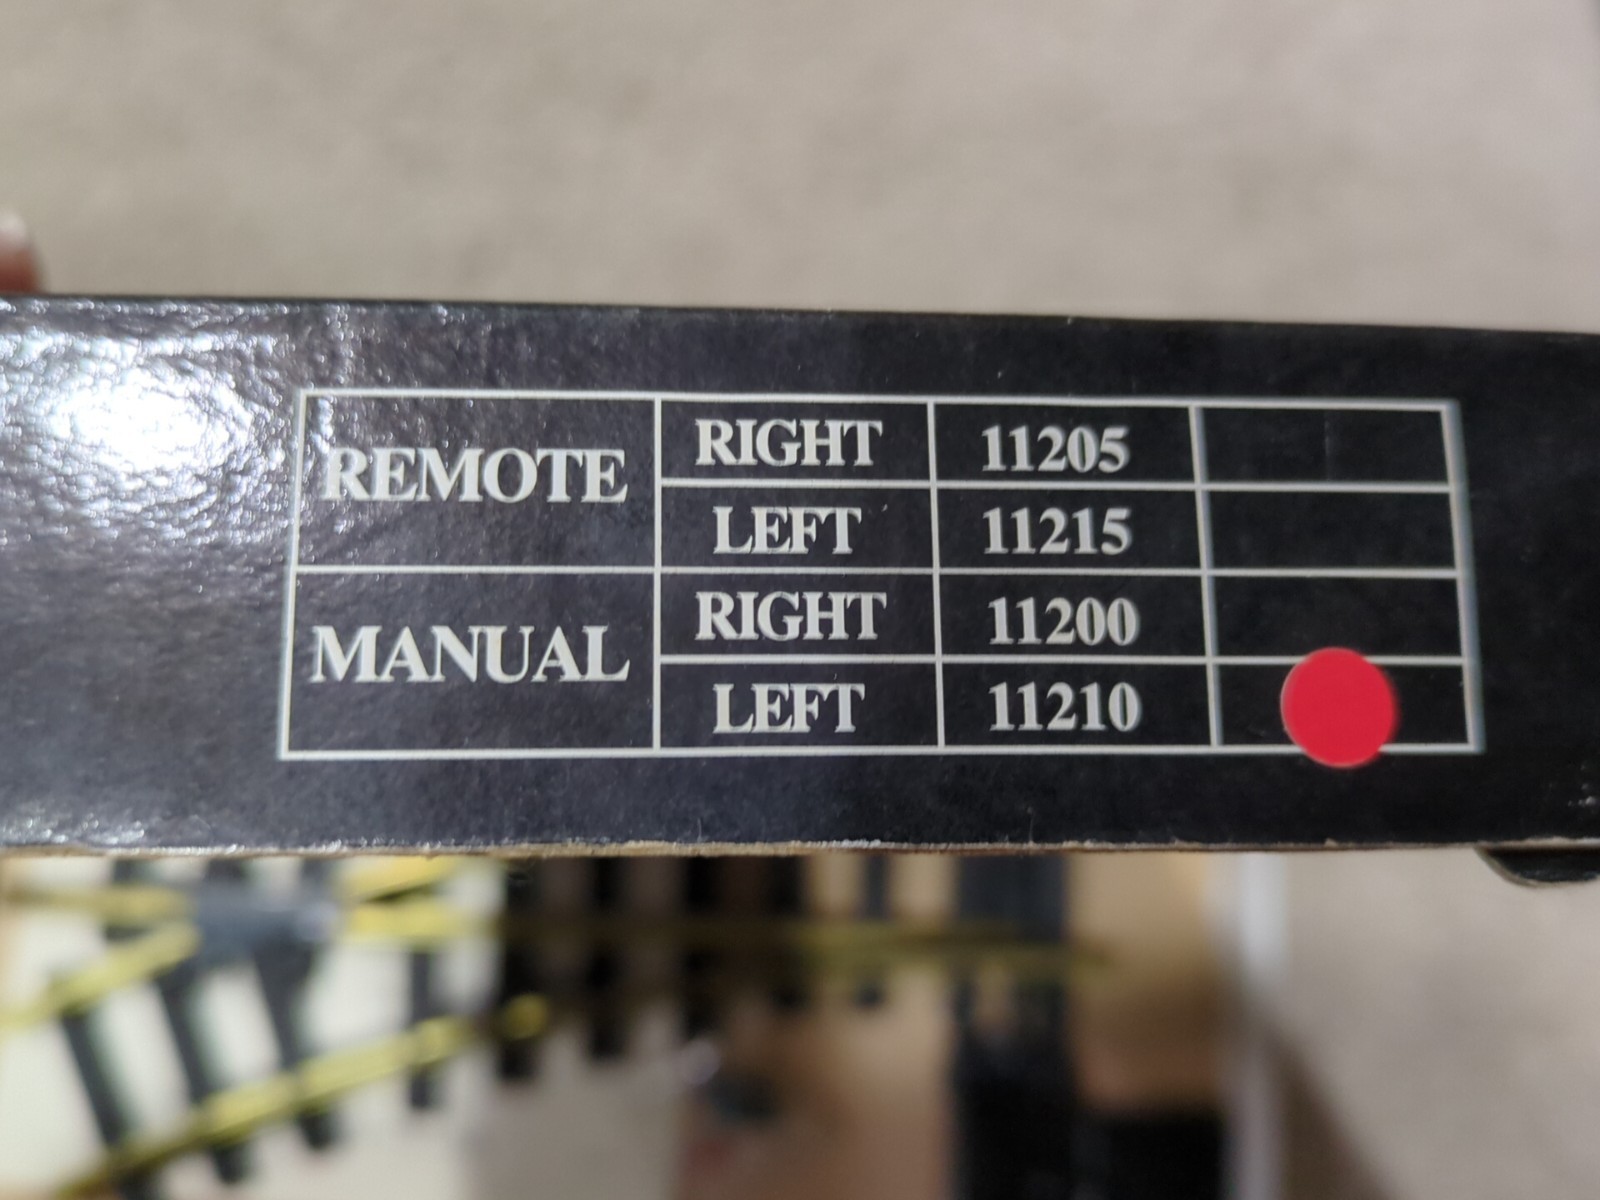 REMOTE RIGHT 11205
LEFT 11215
MANUAL RIGHT 11200
LEFT 11210